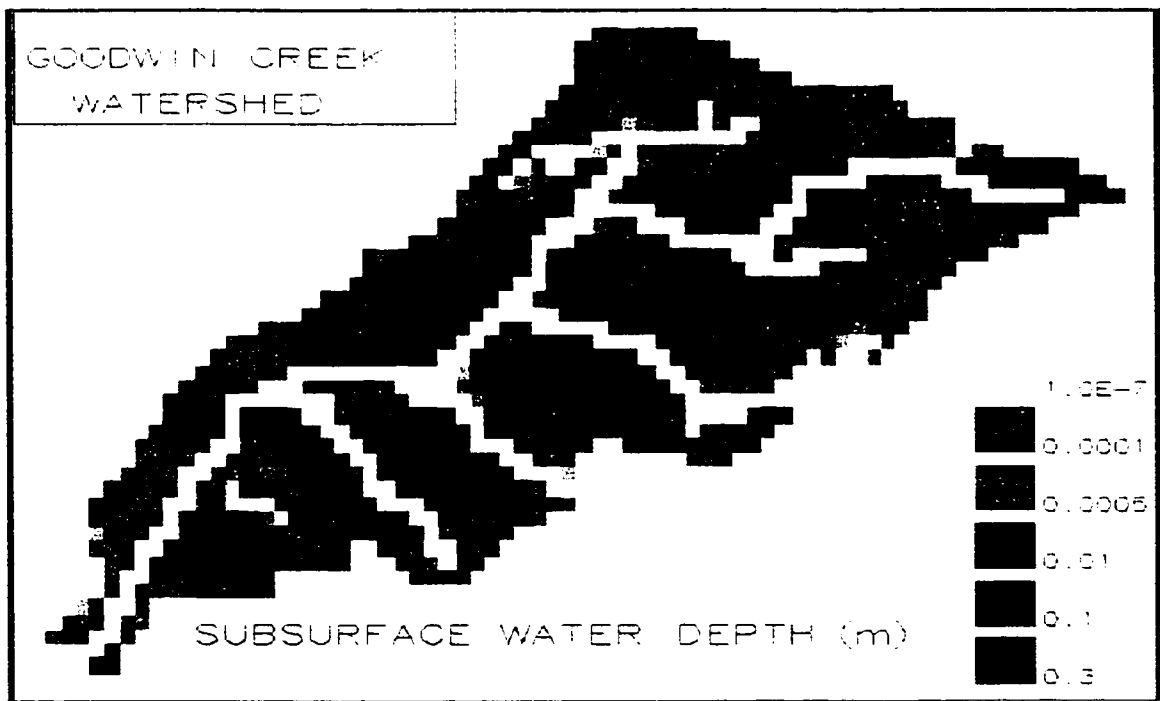 GOODWIN CREEK
WATERSHED
1.0E-7
0.0001
0.0005
0.01
0.1
0.3
SUBSURFACE WATER DEPTH (m)